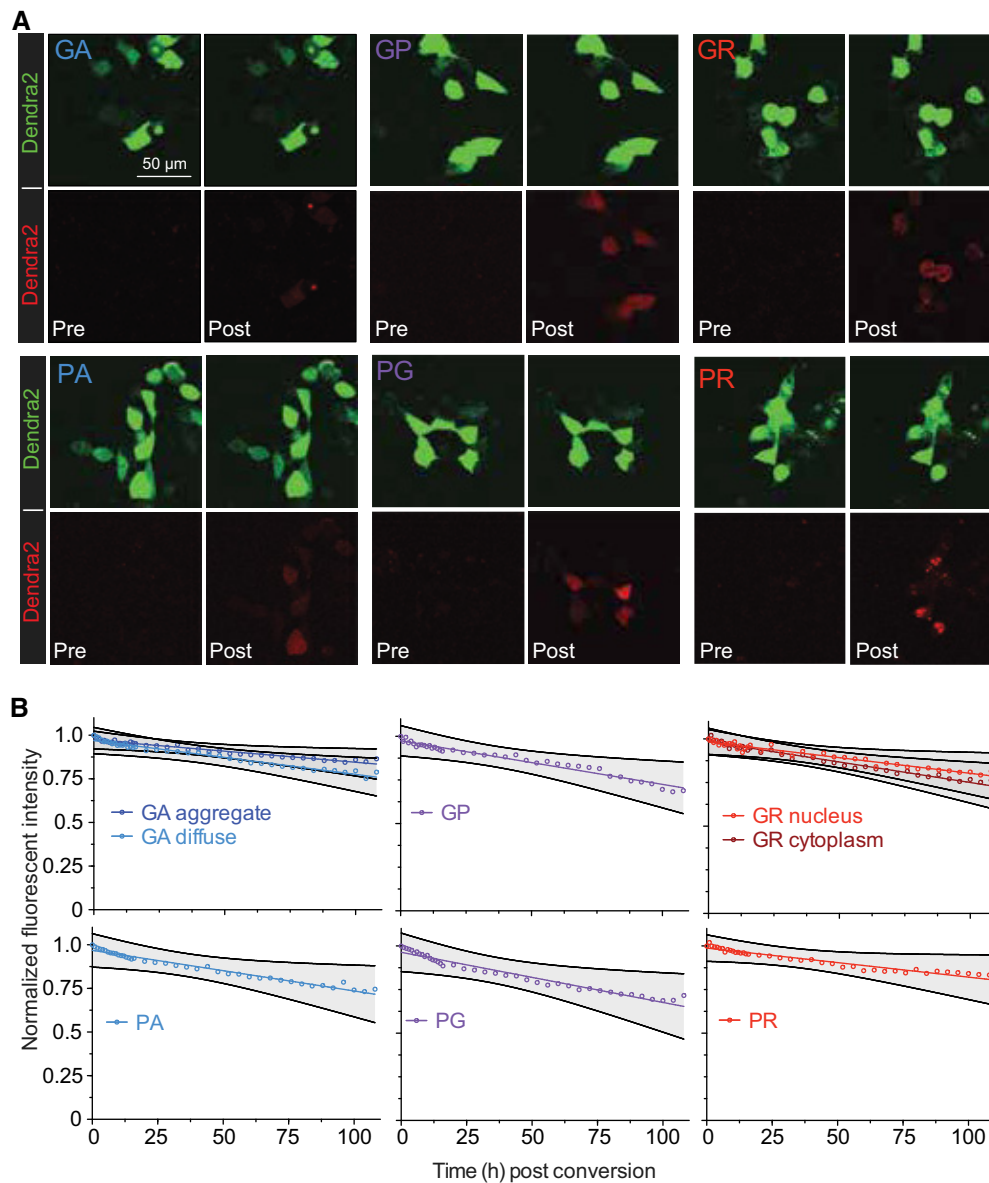 A
GA
GP
GR
Dendra2
50 µm
Dendra2
Pre
Post
Pre
Post
Pre
Post
PA
PG
PR
Dendra2
Dendra2
Pre
Post
Pre
Post
Pre
Post
B
Normalized fluorescent intensity
1.0
0.75
0.5
0.25
0
GA aggregate
GA diffuse
GP
GR nucleus
GR cytoplasm
1.0
0.75
0.5
0.25
0
PA
PG
PR
0 25 50 75 100
0 25 50 75 100
0 25 50 75 100
Time (h) post conversion